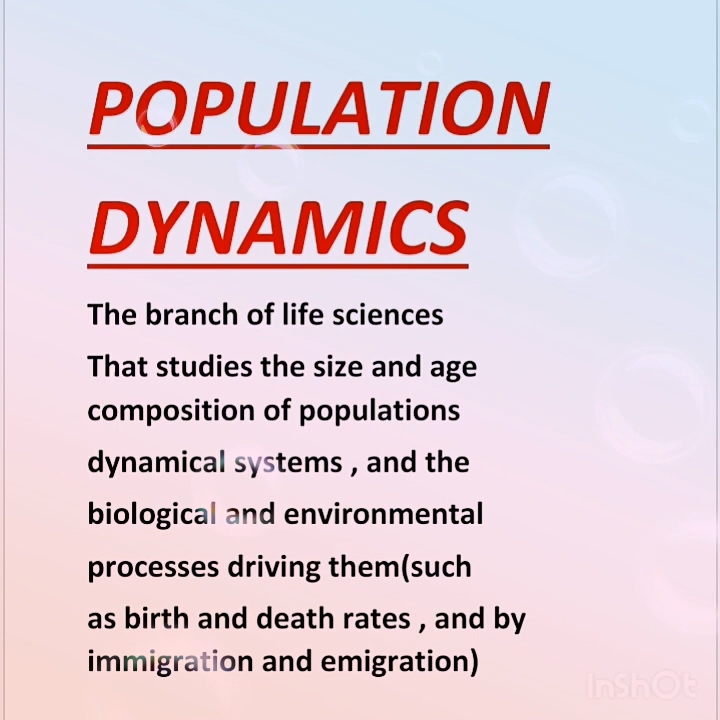 POPULATION
DYNAMICS
The branch of life sciences
That studies the size and age
composition of populations
dynamical systems , and the
biological and environmental
processes driving them(such
as birth and death rates , and by
immigration and emigration)
InShOt